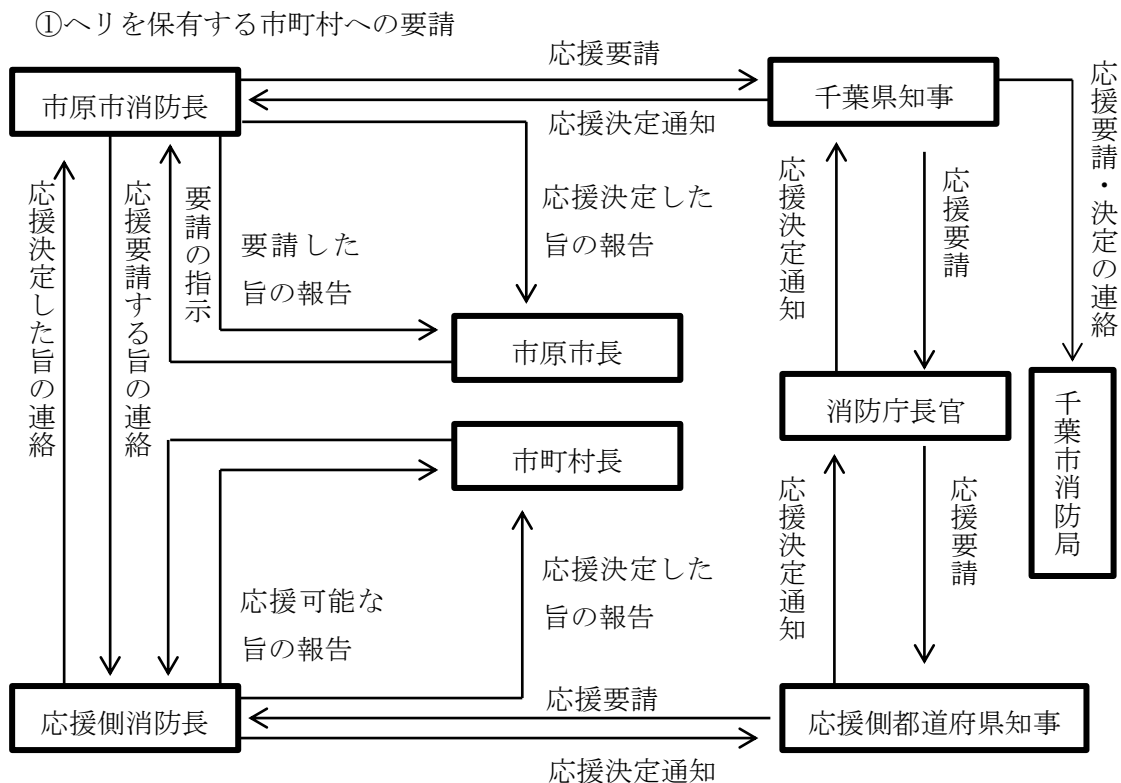 ①ヘリを保有する市町村への要請
応援要請
市原市消防長
千葉県知事
応援決定通知
応援要請・決定の連絡
応援決定した旨の連絡
応援要請する旨の連絡
要請の指示
要請した
旨の報告
応援決定した
旨の報告
応援決定通知
応援要請
市原市長
消防庁長官
千葉市消防局
市町村長
応援可能な
旨の報告
応援決定した
旨の報告
応援決定通知
応援要請
応援側消防長
応援要請
応援側都道府県知事
応援決定通知